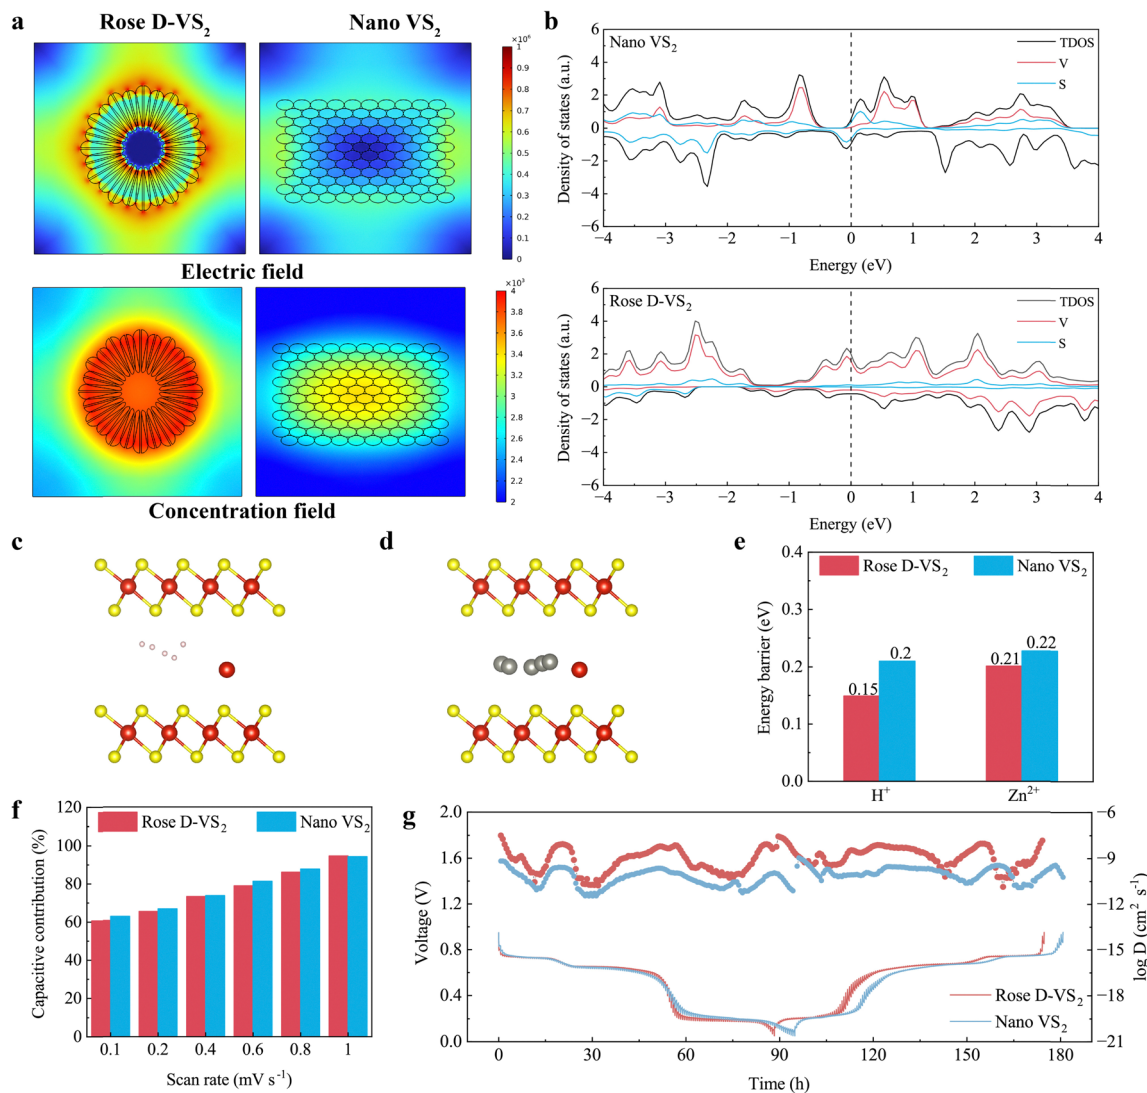 a
Rose D-VS₂
Nano VS₂
×10⁶
1
0.9
0.8
0.7
0.6
0.5
0.4
0.3
0.2
0.1
0
Electric field
×10³
4
3.8
3.6
3.4
3.2
3
2.8
2.6
2.4
2.2
2
Concentration field
b
Nano VS₂
TDOS
V
S
Density of states (a.u.)
6
4
2
0
−2
−4
−6
−4 −3 −2 −1 0 1 2 3 4
Energy (eV)
Rose D-VS₂
TDOS
V
S
Density of states (a.u.)
6
4
2
0
−2
−4
−6
−4 −3 −2 −1 0 1 2 3 4
Energy (eV)
c
d
e
Rose D-VS₂ Nano VS₂
Energy barrier (eV)
0.4
0.3
0.2
0.1
0.0
0.15
0.2
0.21
0.22
H⁺ Zn²⁺
f
Rose D-VS₂ Nano VS₂
Capacitive contribution (%)
120
100
80
60
40
20
0
0.1 0.2 0.4 0.6 0.8 1
Scan rate (mV s⁻¹)
g
Voltage (V)
2.0
1.6
1.2
0.8
0.4
0.0
−6
−9
−12
−15
−18
−21
log D (cm² s⁻¹)
Rose D-VS₂
Nano VS₂
0 30 60 90 120 150 180
Time (h)